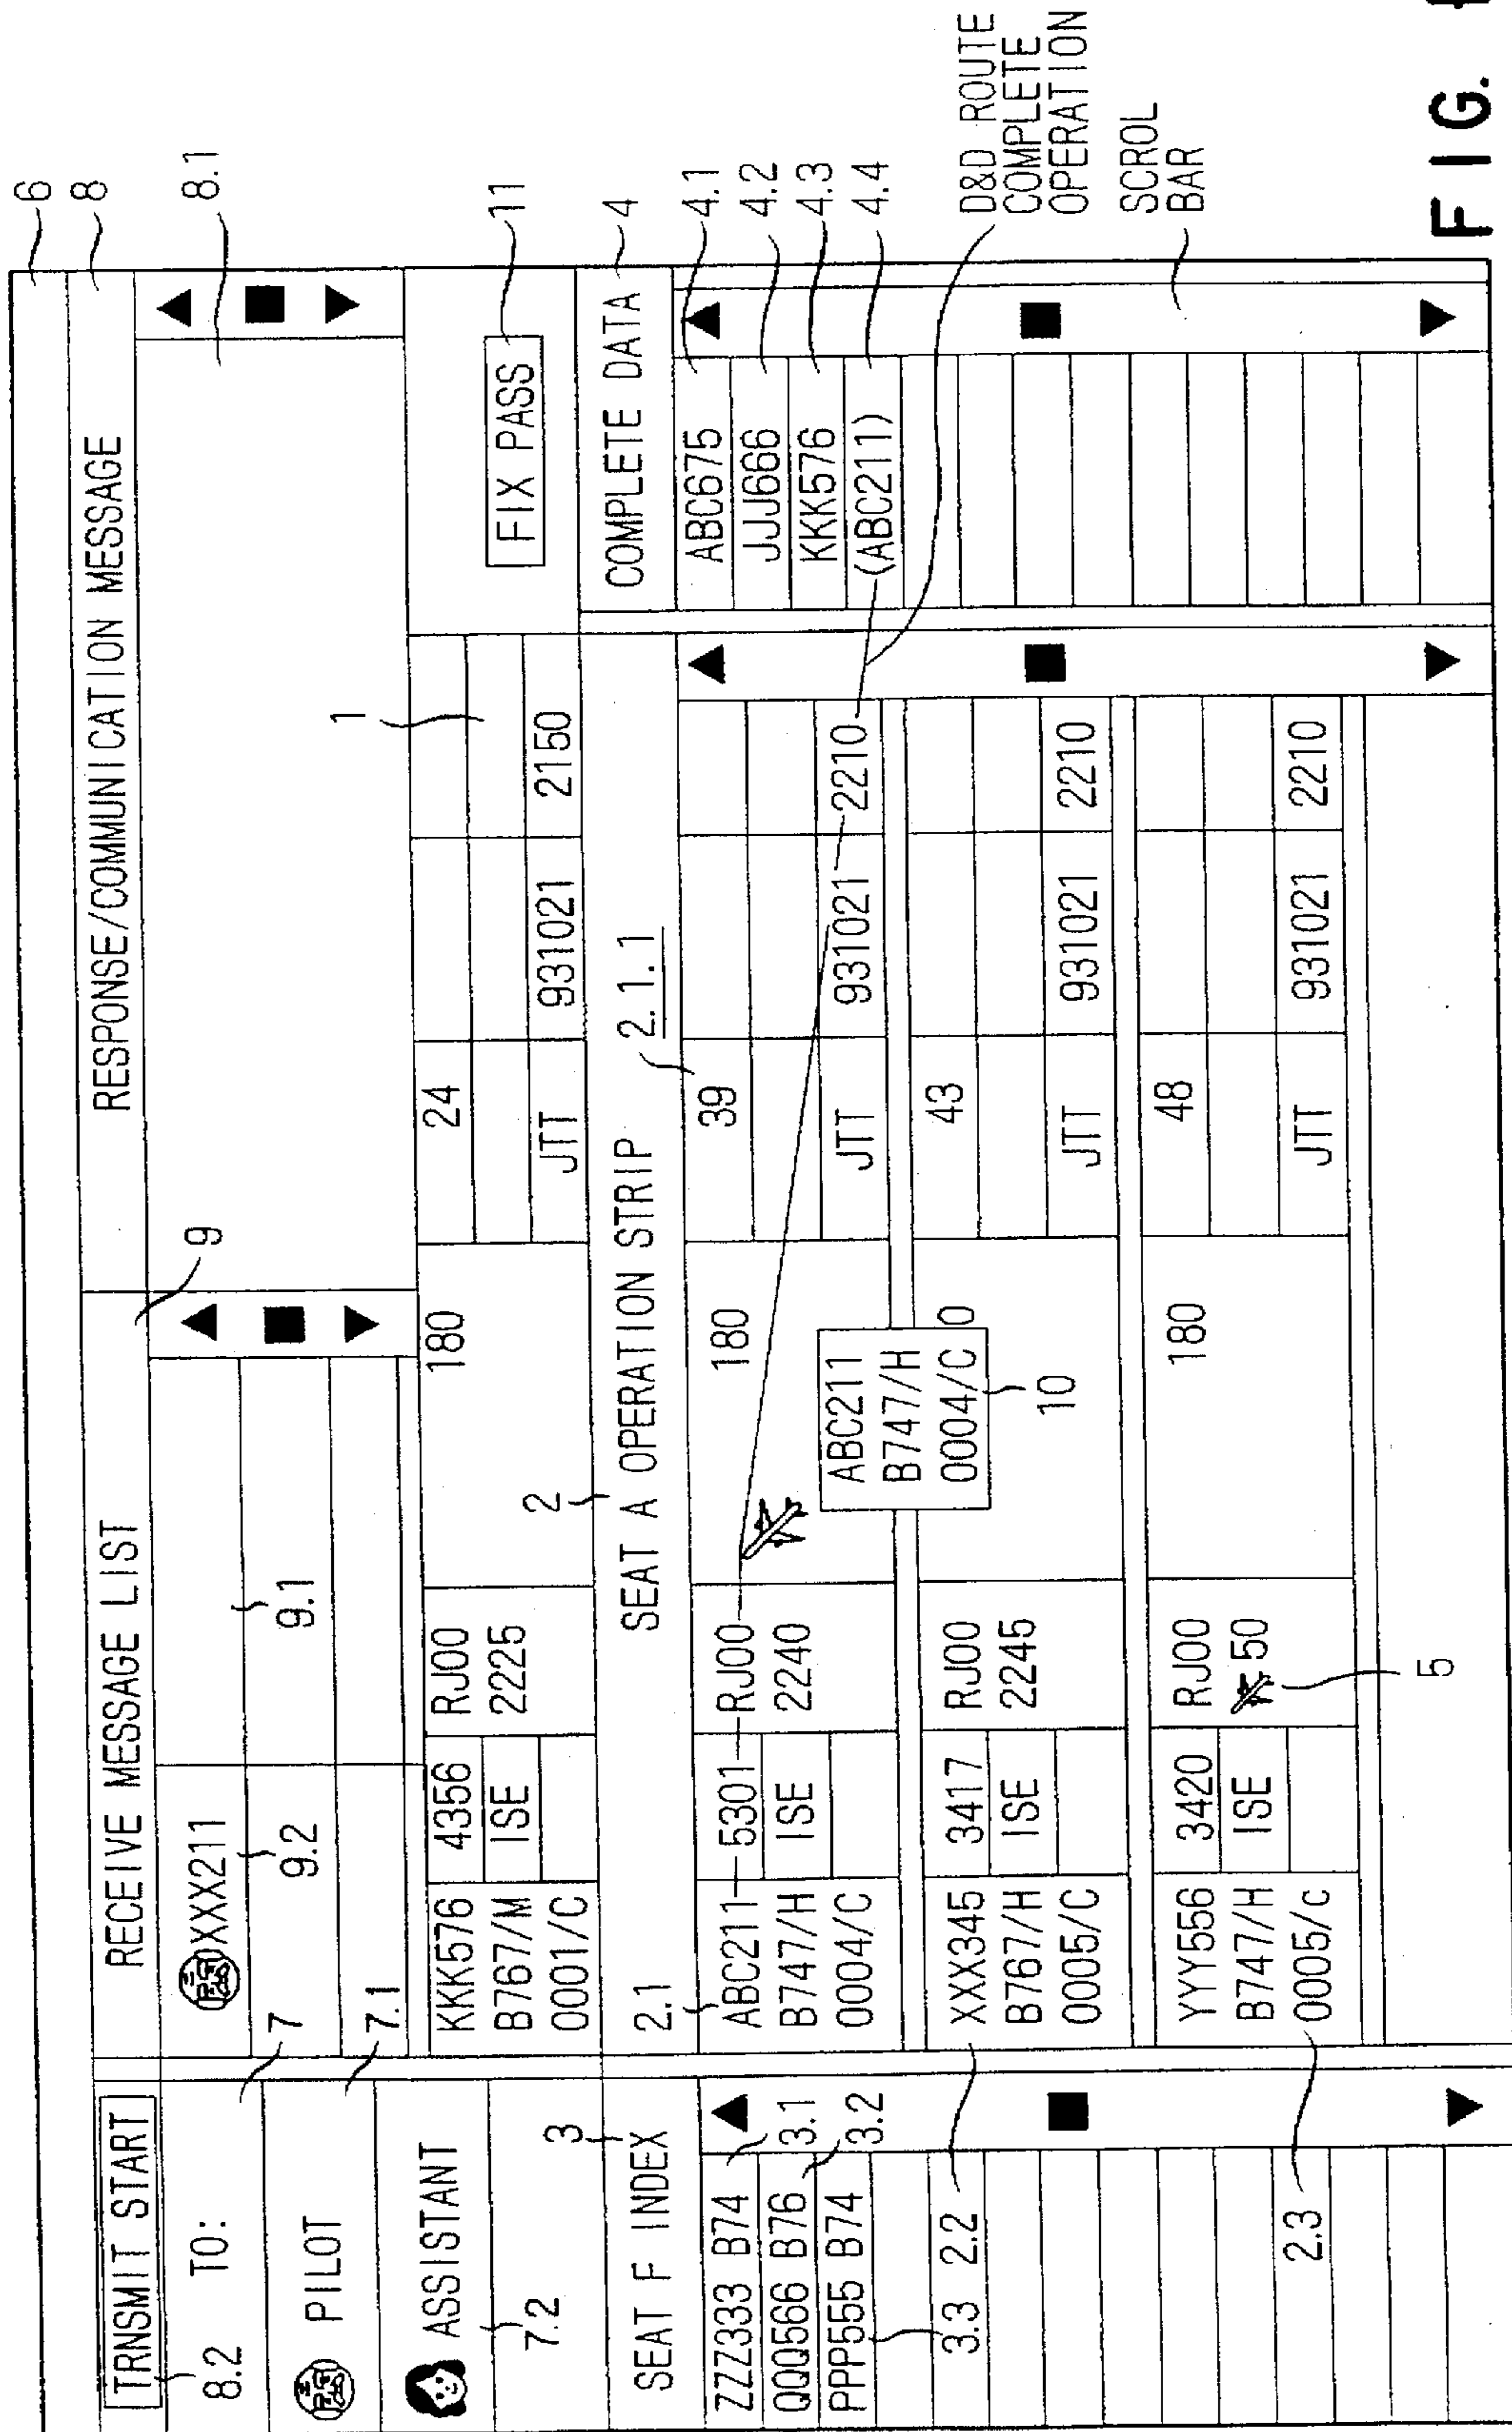 6
RESPONSE/COMMUNICATION MESSAGE
8
8.1
RECEIVE MESSAGE LIST
9
XXX211
9.1
9.2
TRNSMIT START
8.2 TO:
7
PILOT
7.1
ASSISTANT
7.2
KKK576 4356 RJ00 180 24
B767/M ISE 2225
0001/C JTT 931021 2150
1
FIX PASS
11
SEAT F INDEX
3
2
SEAT A OPERATION STRIP
2.1.1
COMPLETE DATA
4
ZZZ333 B74
3.1
QQQ566 B76
3.2
PPP555 B74
3.3
2.1
ABC211 5301 RJ00 180 39
B747/H ISE 2240
0004/C JTT 931021 2210
ABC211
B747/H
0004/C
10
2.2
XXX345 3417 RJ00 0 43
B767/H ISE 2245
0005/C JTT 931021 2210
2.3
YYY556 3420 RJ00 180 48
B747/H ISE 50
0005/c JTT 931021 2210
5
ABC675
4.1
JJJ666
4.2
KKK576
4.3
(ABC211)
4.4
D&D ROUTE
COMPLETE
OPERATION
SCROL
BAR
FIG.